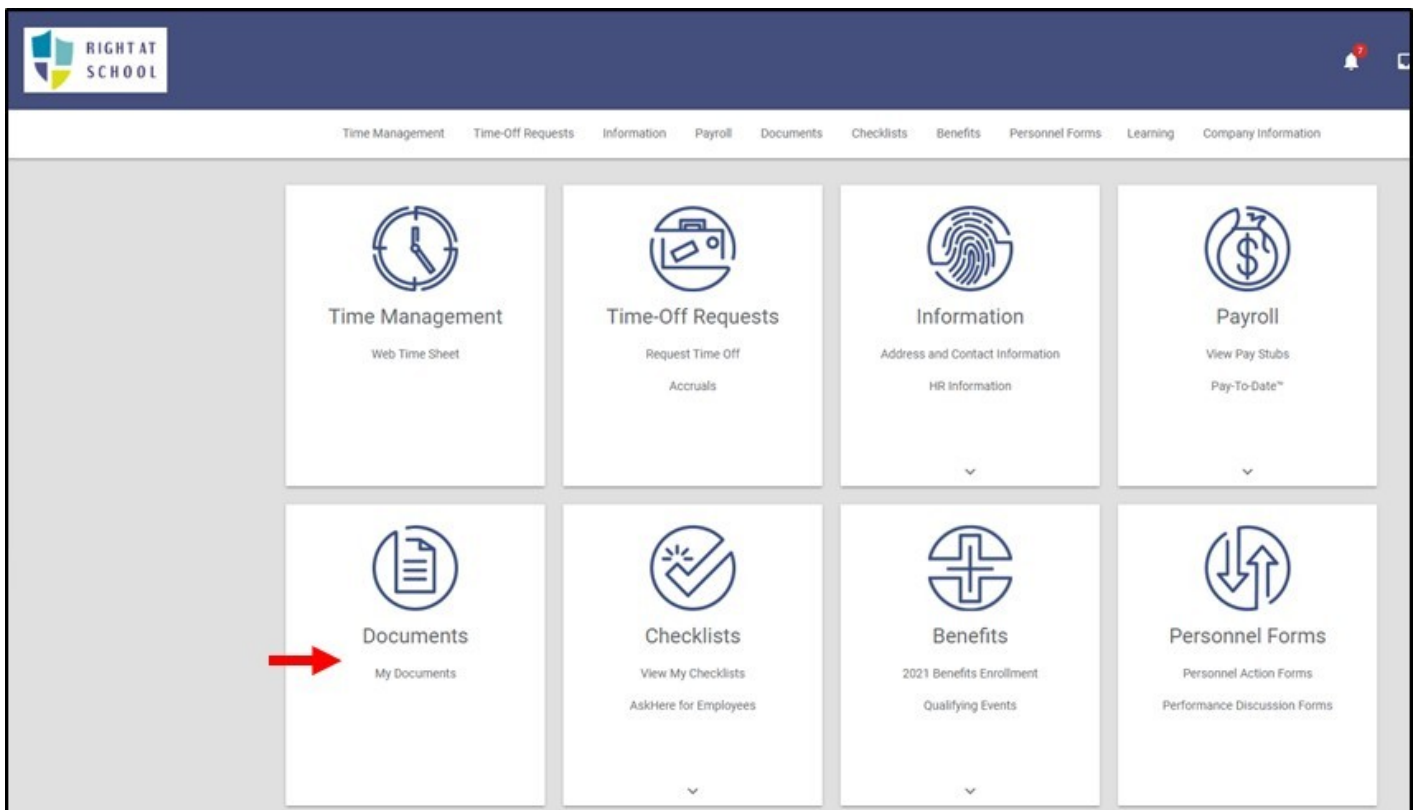 RIGHT AT
SCHOOL
7
Time Management Time-Off Requests Information Payroll Documents Checklists Benefits Personnel Forms Learning Company Information
Time Management
Web Time Sheet
Time-Off Requests
Request Time Off
Accruals
Information
Address and Contact Information
HR Information
Payroll
View Pay Stubs
Pay-To-Date™
Documents
My Documents
Checklists
View My Checklists
AskHere for Employees
Benefits
2021 Benefits Enrollment
Qualifying Events
Personnel Forms
Personnel Action Forms
Performance Discussion Forms